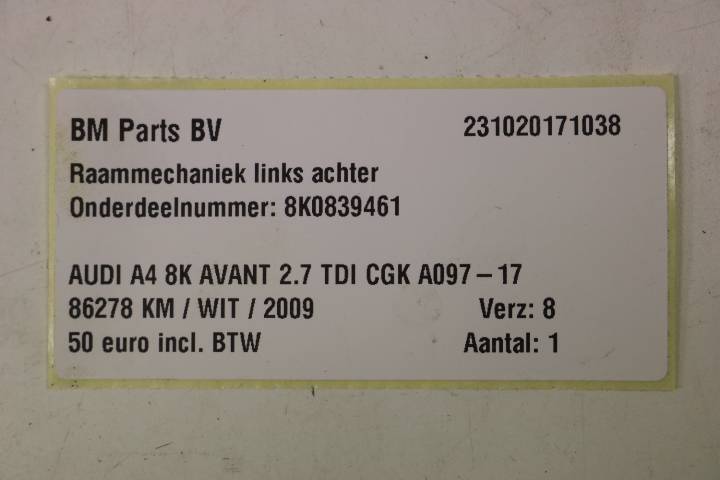 BM Parts BV 231020171038
Raammechaniek links achter
Onderdeelnummer: 8K0839461
AUDI A4 8K AVANT 2.7 TDI CGK A097-17
86278 KM / WIT / 2009 Verz: 8
50 euro incl. BTW Aantal: 1